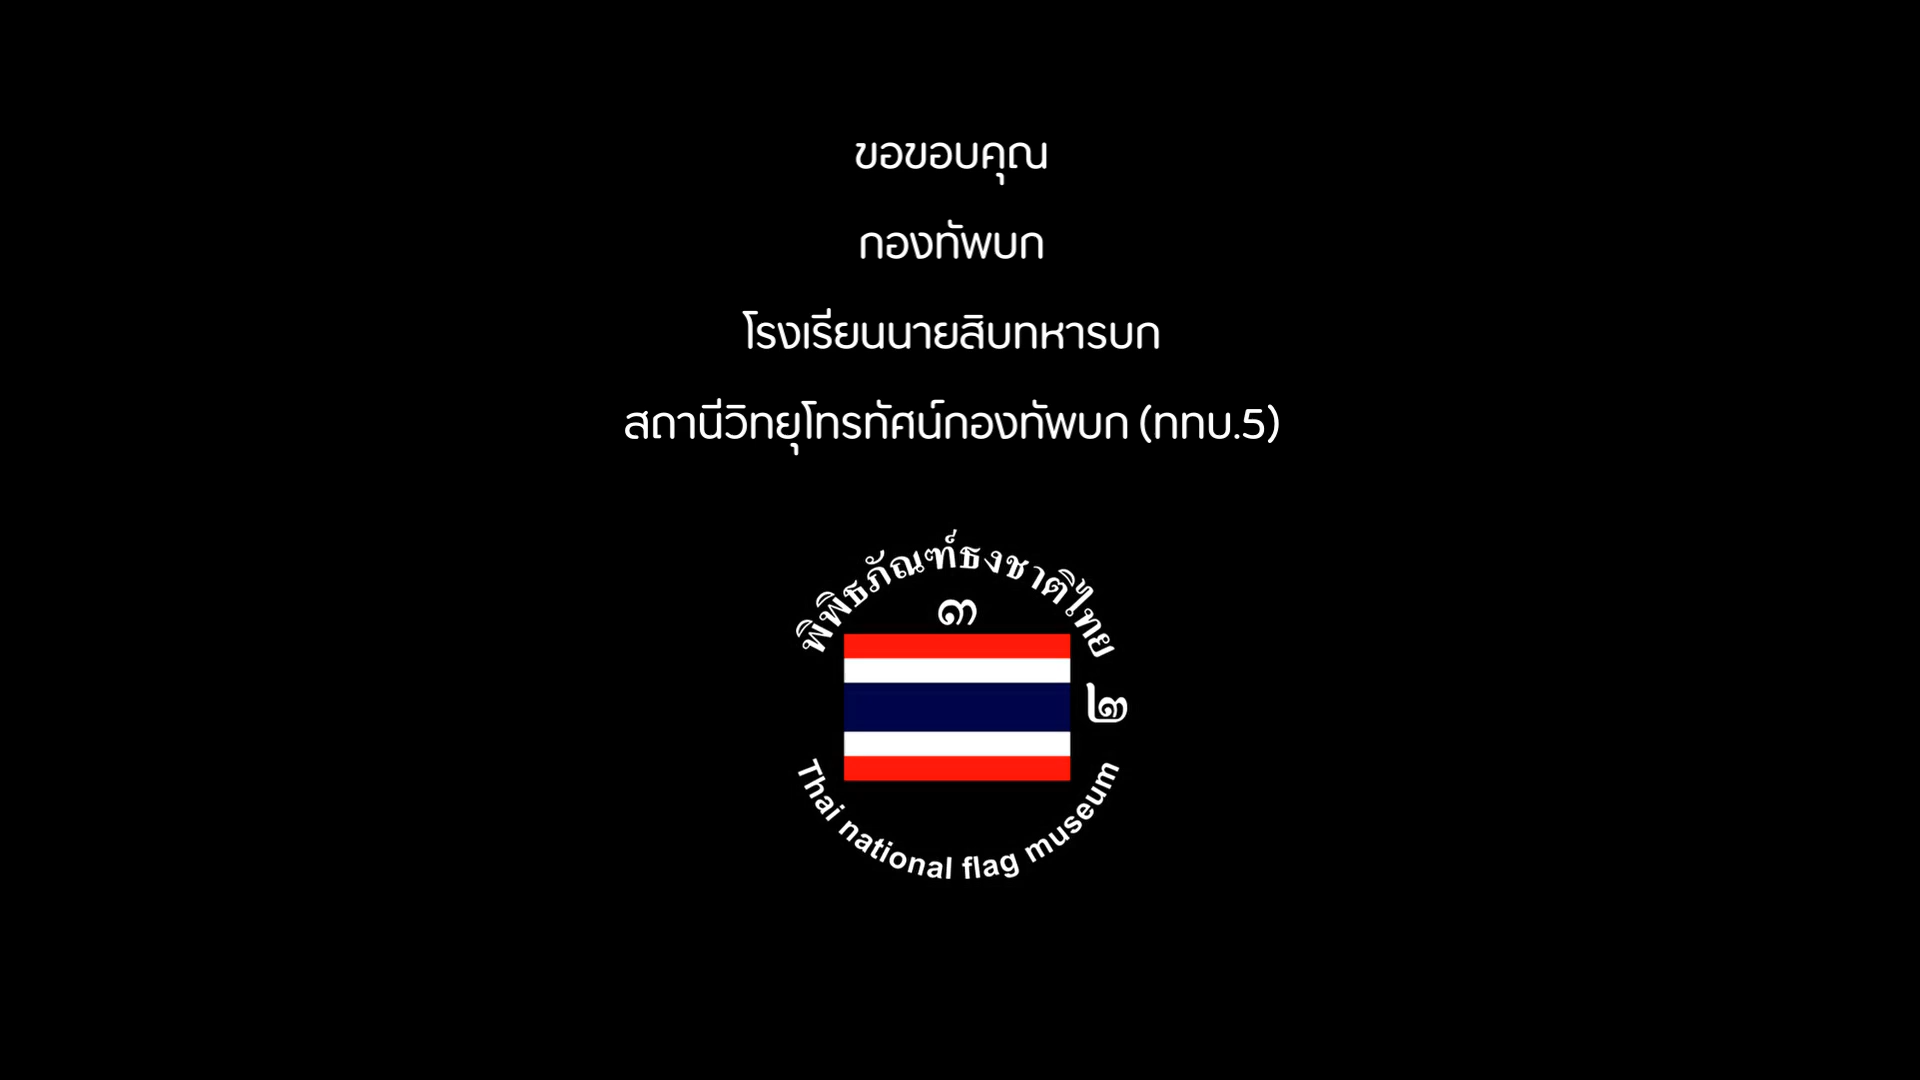 ขอขอบคุณ
กองทัพบก
โรงเรียนนายสิบทหารบก
สถานีวิทยุโทรทัศน์กองทัพบก (ททบ.5)
พิพิธภัณฑ์ธงชาติไทย
๓
๒
Thai national flag museum